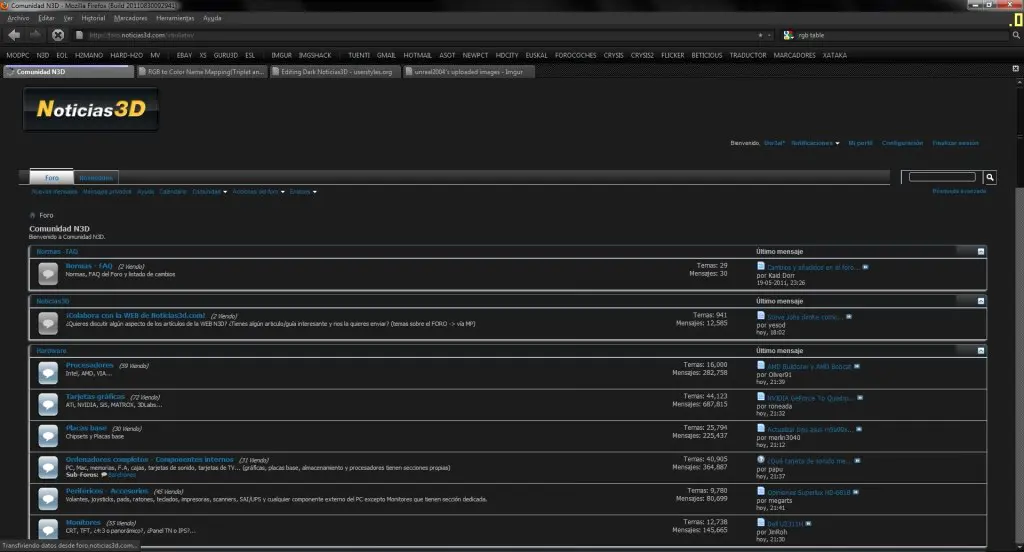 Comunidad N3D - Mozilla Firefox (Build 20110830092941)
Archivo Editar Ver Historial Marcadores Herramientas Ayuda
http://foro.noticias3d.com/vbulletin/
rgb table
.0
MODPC N3D EOL H2MANO HARD-H2O MV EBAY XS GURU3D ESL IMGUR IMGSHACK TUENTI GMAIL HOTMAIL ASOT NEWPCT HDCITY EUSKAL FOROCOCHES CRYSIS CRYSIS2 FLICKER BETICIOUS TRADUCTOR MARCADORES XATAKA
Comunidad N3D
RGB to Color Name Mapping(Triplet an...
Editing Dark Noticias3D - userstyles.org
unreal2004's uploaded images - Imgur
Noticias3D
Bienvenido, Notificaciones Mi perfil Configuración Finalizar sesión
Foro Novedades
Nuevos mensajes Mensajes privados Ayuda Calendario Comunidad Acciones del foro Enlaces
Búsqueda avanzada
Foro
Comunidad N3D
Bienvenido a Comunidad N3D.
Normas - FAQ Último mensaje
Normas - FAQ (2 Viendo)
Normas, FAQ del Foro y listado de cambios
Temas: 29
Mensajes: 30
Cambios y añadidos en el foro...
por Kaid Dorr
19-05-2011, 23:26
Noticias3D Último mensaje
¡Colabora con la WEB de Noticias3d.com! (2 Viendo)
¿Quieres discutir algún aspecto de los artículos de la WEB N3D? ¿Tienes algún artículo/guía interesante y nos la quieres enviar? (temas sobre el FORO -> vía MP)
Temas: 941
Mensajes: 12,585
Steve Jobs dimite como...
por yesod
hoy, 18:02
Hardware Último mensaje
Procesadores (59 Viendo)
Intel, AMD, VIA...
Temas: 16,000
Mensajes: 282,758
AMD Bulldozer y AMD Bobcat
por Oliver91
hoy, 21:39
Tarjetas gráficas (72 Viendo)
ATi, NVIDIA, SiS, MATROX, 3DLabs...
Temas: 44,123
Mensajes: 687,815
NVIDIA GeForce To Quadro...
por roneada
hoy, 21:32
Placas base (30 Viendo)
Chipsets y Placas base
Temas: 25,794
Mensajes: 225,437
por merlin3040
hoy, 21:12
Ordenadores completos - Componentes internos (71 Viendo)
PC, Mac, memorias, F.A, cajas, tarjetas de sonido, tarjetas de TV... (gráficas, placas base, almacenamiento y procesadores tienen secciones propias)
Sub-Foros: Barebones
Temas: 40,905
Mensajes: 364,887
¿Qué tarjeta de sonido me...
por papu
hoy, 21:37
Periféricos - Accesorios (45 Viendo)
Volantes, joysticks, pads, ratones, teclados, impresoras, scanners, SAI/UPS y cualquier componente externo del PC excepto Monitores que tienen sección dedicada.
Temas: 9,780
Mensajes: 80,699
Opiniones Superlux HD-681B
por megarts
hoy, 21:41
Monitores (55 Viendo)
CRT, TFT, ¿4:3 o panorámico?, ¿Panel TN o IPS?...
Temas: 12,738
Mensajes: 145,665
Dell U2311H
por JmRoh
hoy, 21:30
Transfiriendo datos desde foro.noticias3d.com...